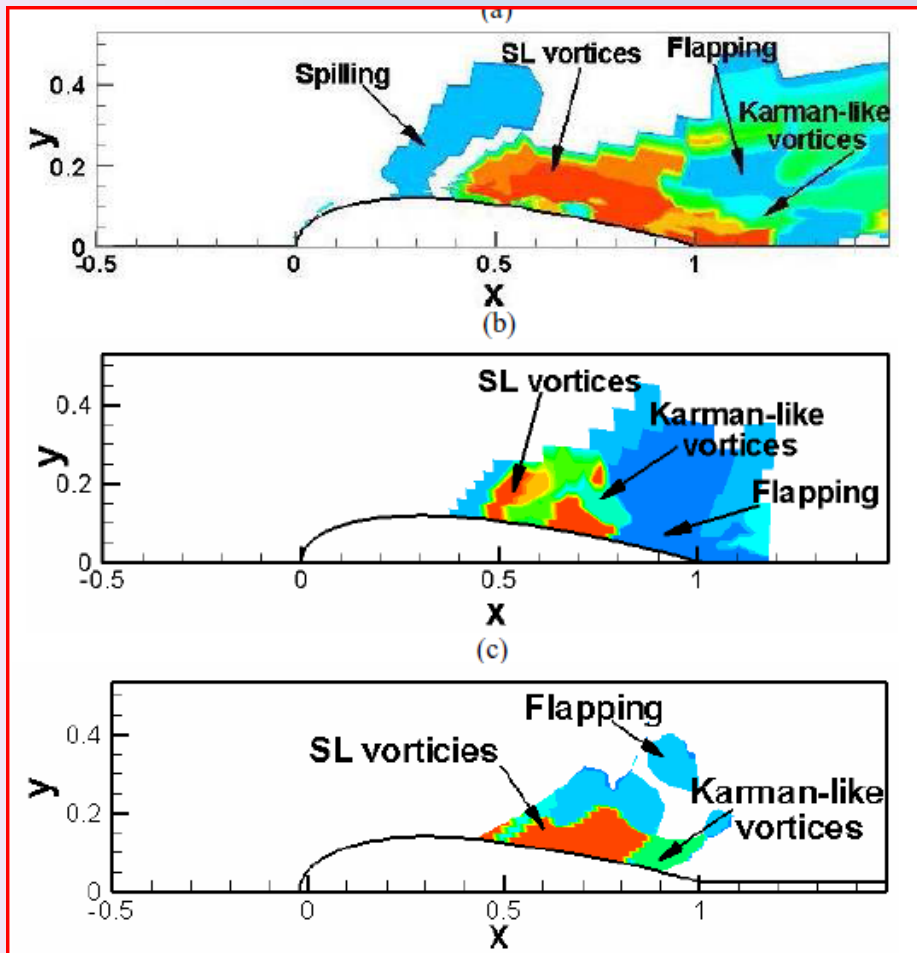 (a)
SL vortices
Flapping
Spilling
Karman-like
vortices
y
0.4
0.2
0
-0.5
0
0.5
1
X
(b)
SL vortices
Karman-like
vortices
Flapping
y
0.4
0.2
0
-0.5
0
0.5
1
X
(c)
Flapping
SL vorticies
Karman-like
vortices
y
0.4
0.2
0
-0.5
0
0.5
1
X